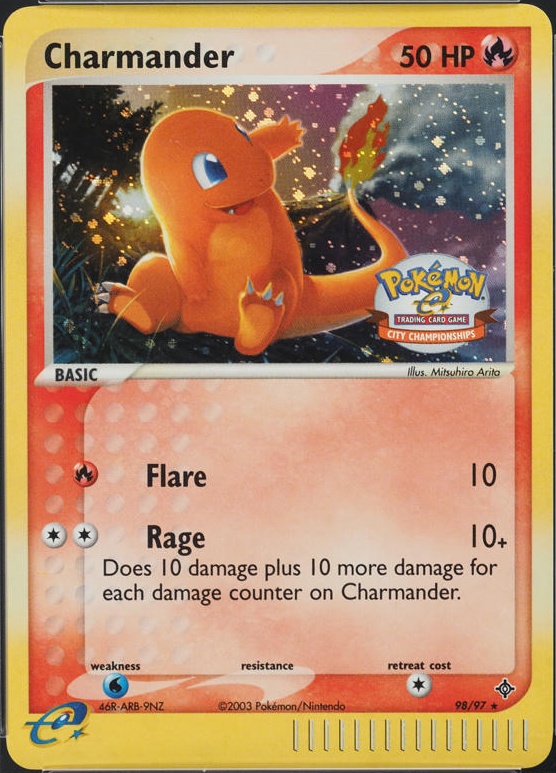 Charmander 50 HP
POKéMON
e
TRADING CARD GAME
CITY CHAMPIONSHIPS
BASIC Illus. Mitsuhiro Arita
Flare 10
Rage 10+
Does 10 damage plus 10 more damage for
each damage counter on Charmander.
weakness resistance retreat cost
46R-ARB-9NZ ©2003 Pokémon/Nintendo 98/97 ★
e